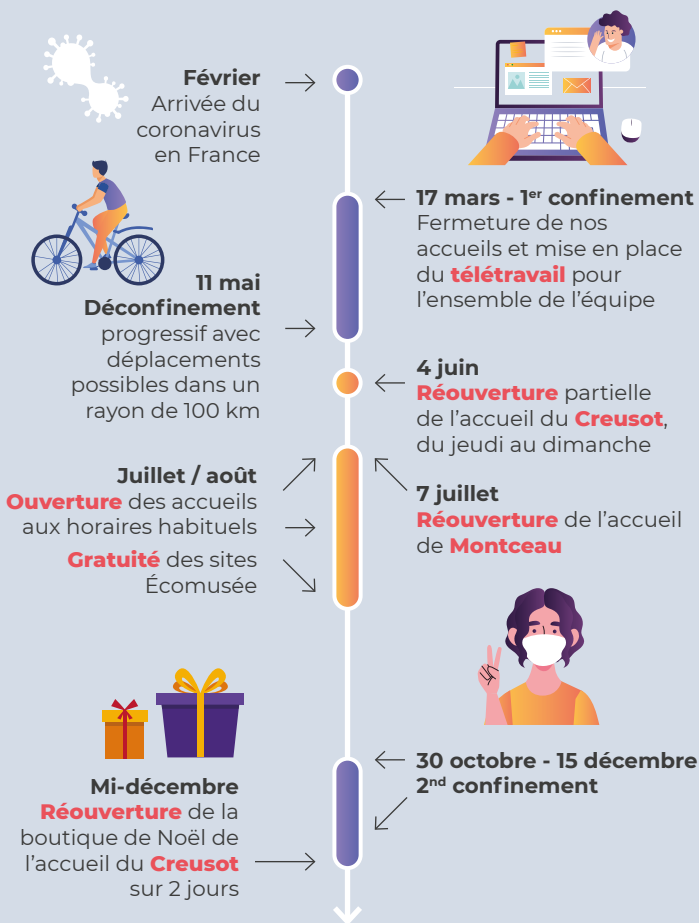 Février
Arrivée du
coronavirus
en France
17 mars - 1er confinement
Fermeture de nos
accueils et mise en place
du télétravail pour
l'ensemble de l'équipe
11 mai
Déconfinement
progressif avec
déplacements
possibles dans un
rayon de 100 km
4 juin
Réouverture partielle
de l'accueil du Creusot,
du jeudi au dimanche
Juillet / août
Ouverture des accueils
aux horaires habituels
Gratuité des sites
Écomusée
7 juillet
Réouverture de l'accueil
de Montceau
30 octobre - 15 décembre
2nd confinement
Mi-décembre
Réouverture de la
boutique de Noël de
l'accueil du Creusot
sur 2 jours